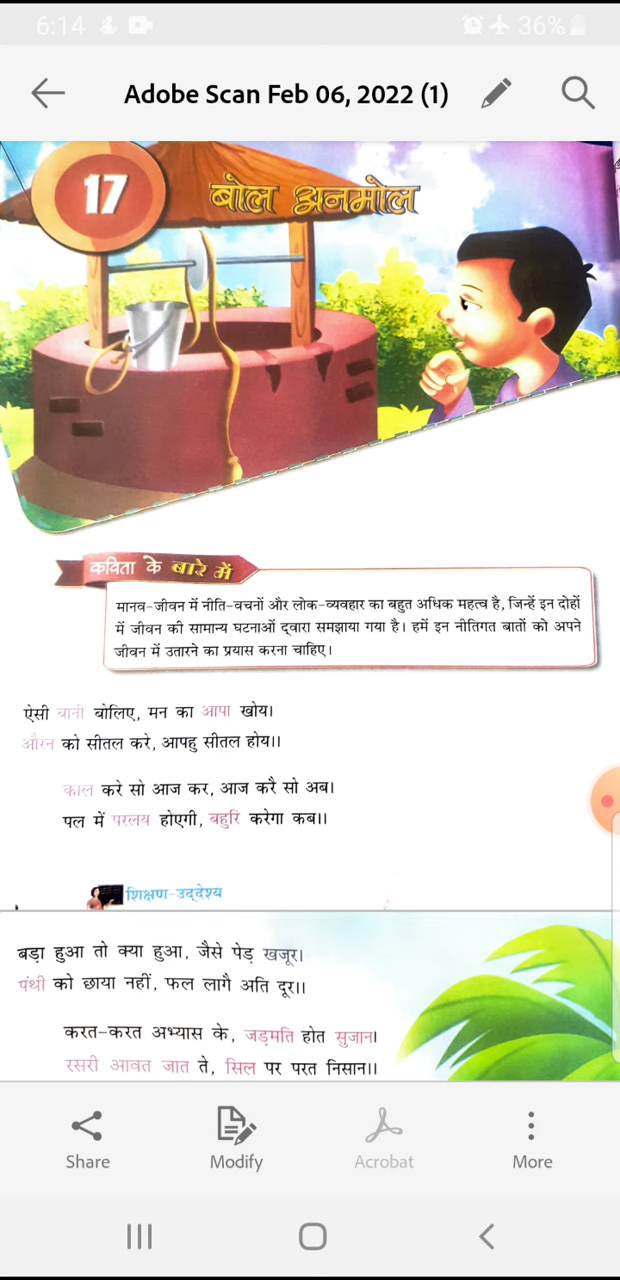 6:14
36%
Adobe Scan Feb 06, 2022 (1)
17
बोल अनमोल
कविता के बारे में
मानव-जीवन में नीति-वचनों और लोक-व्यवहार का बहुत अधिक महत्व है, जिन्हें इन दोहों
में जीवन की सामान्य घटनाओं द्वारा समझाया गया है। हमें इन नीतिगत बातों को अपने
जीवन में उतारने का प्रयास करना चाहिए।
ऐसी बानी बोलिए, मन का आपा खोय।
औरन को सीतल करे, आपहु सीतल होय।।
काल करे सो आज कर, आज करै सो अब।
पल में परलय होएगी, बहुरि करेगा कब।।
शिक्षण-उद्देश्य
बड़ा हुआ तो क्या हुआ, जैसे पेड़ खजूर।
पंथी को छाया नहीं, फल लागै अति दूर।।
करत-करत अभ्यास के, जड़मति होत सुजान।
रसरी आवत जात ते, सिल पर परत निसान।।
Share
Modify
Acrobat
More